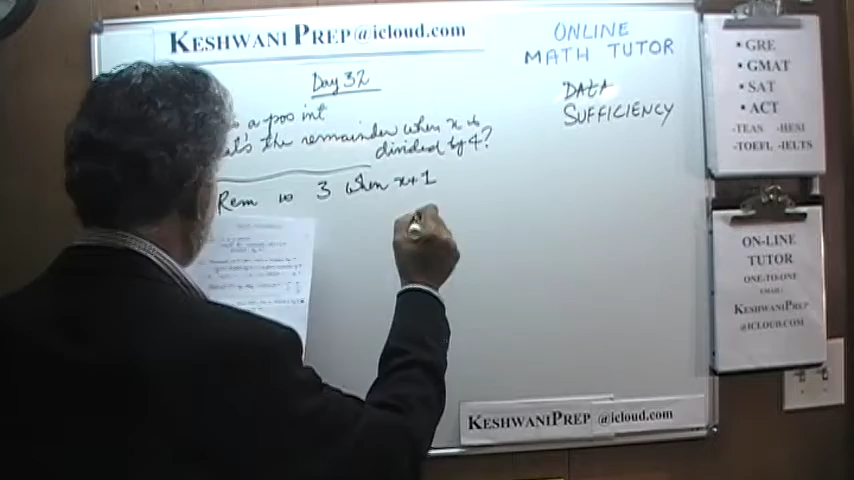 KESHWANI PREP @icloud.com
Day 32
a pos int
the remainder when x is
divided by 4?
Rem is 3 when x+1
ONLINE
MATH TUTOR
DATA
SUFFICIENCY
• GRE
• GMAT
• SAT
• ACT
-TEAS -HESI
-TOEFL -IELTS
ON-LINE
TUTOR
ONE-TO-ONE
EMAIL:
KESHWANIPREP
@ICLOUD.COM
KESHWANIPREP @icloud.com